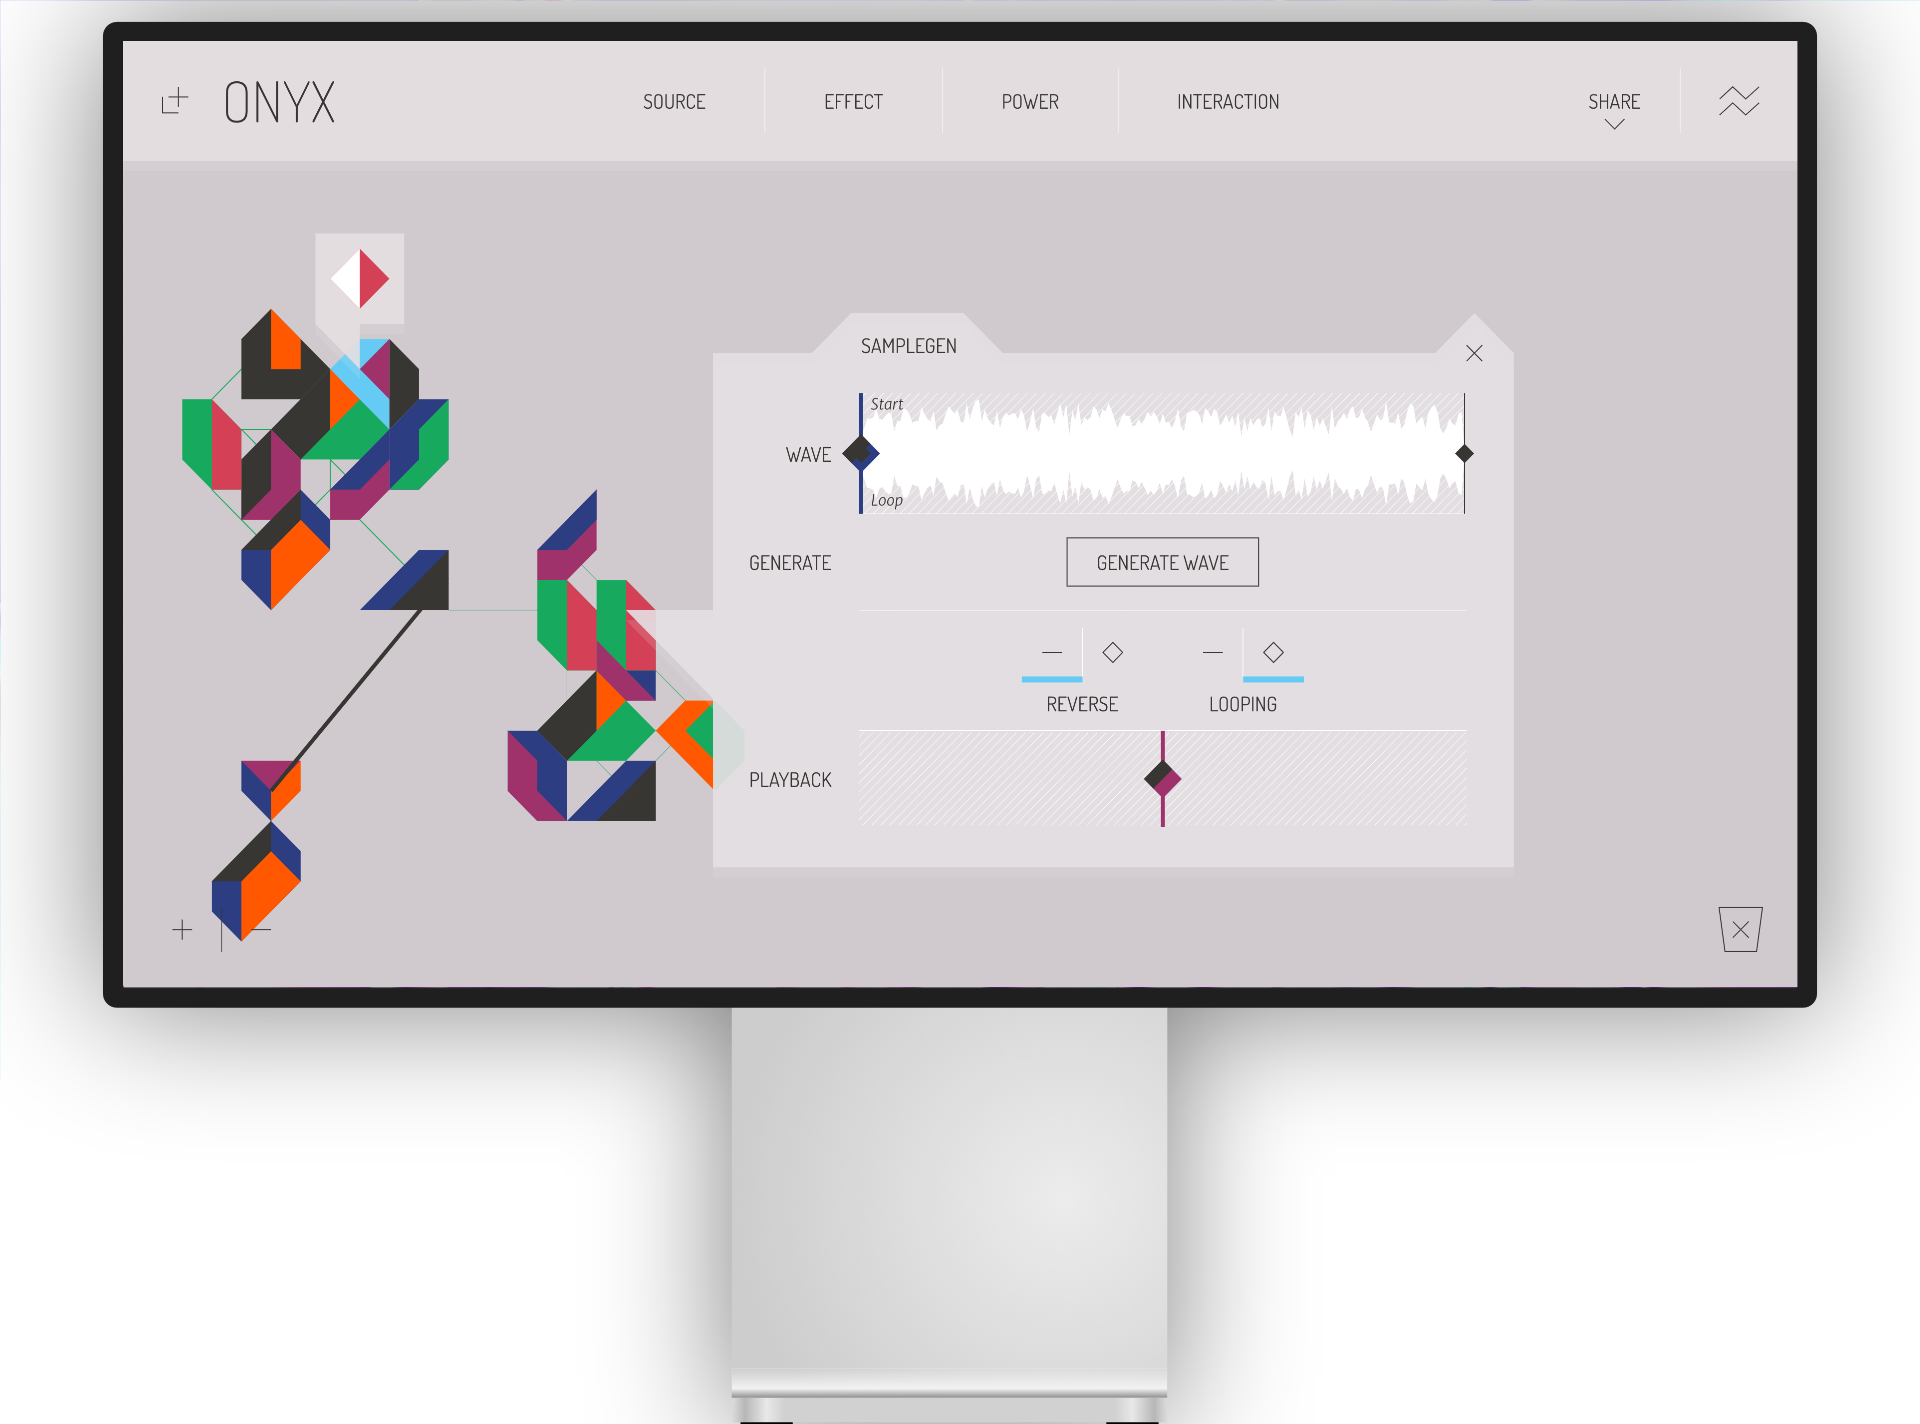 ONYX
SOURCE
EFFECT
POWER
INTERACTION
SHARE
SAMPLEGEN
Start
WAVE
Loop
GENERATE
GENERATE WAVE
REVERSE
LOOPING
PLAYBACK